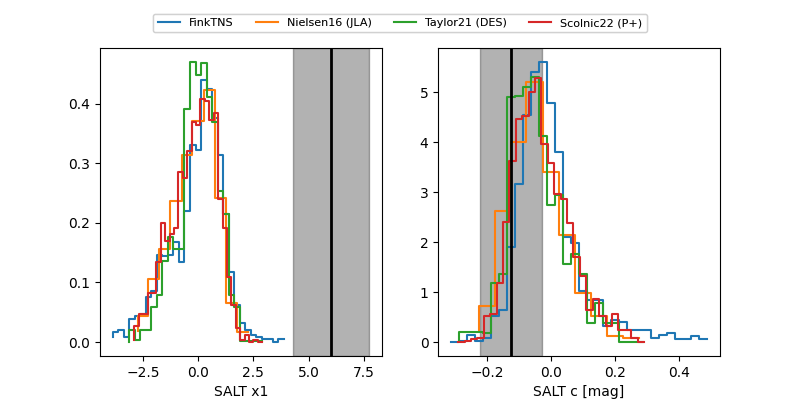 FinkTNS Nielsen16 (JLA) Taylor21 (DES) Scolnic22 (P+)
0.4
0.3
0.2
0.1
0.0
−2.5 0.0 2.5 5.0 7.5
SALT x1
5
4
3
2
1
0
−0.2 0.0 0.2 0.4
SALT c [mag]